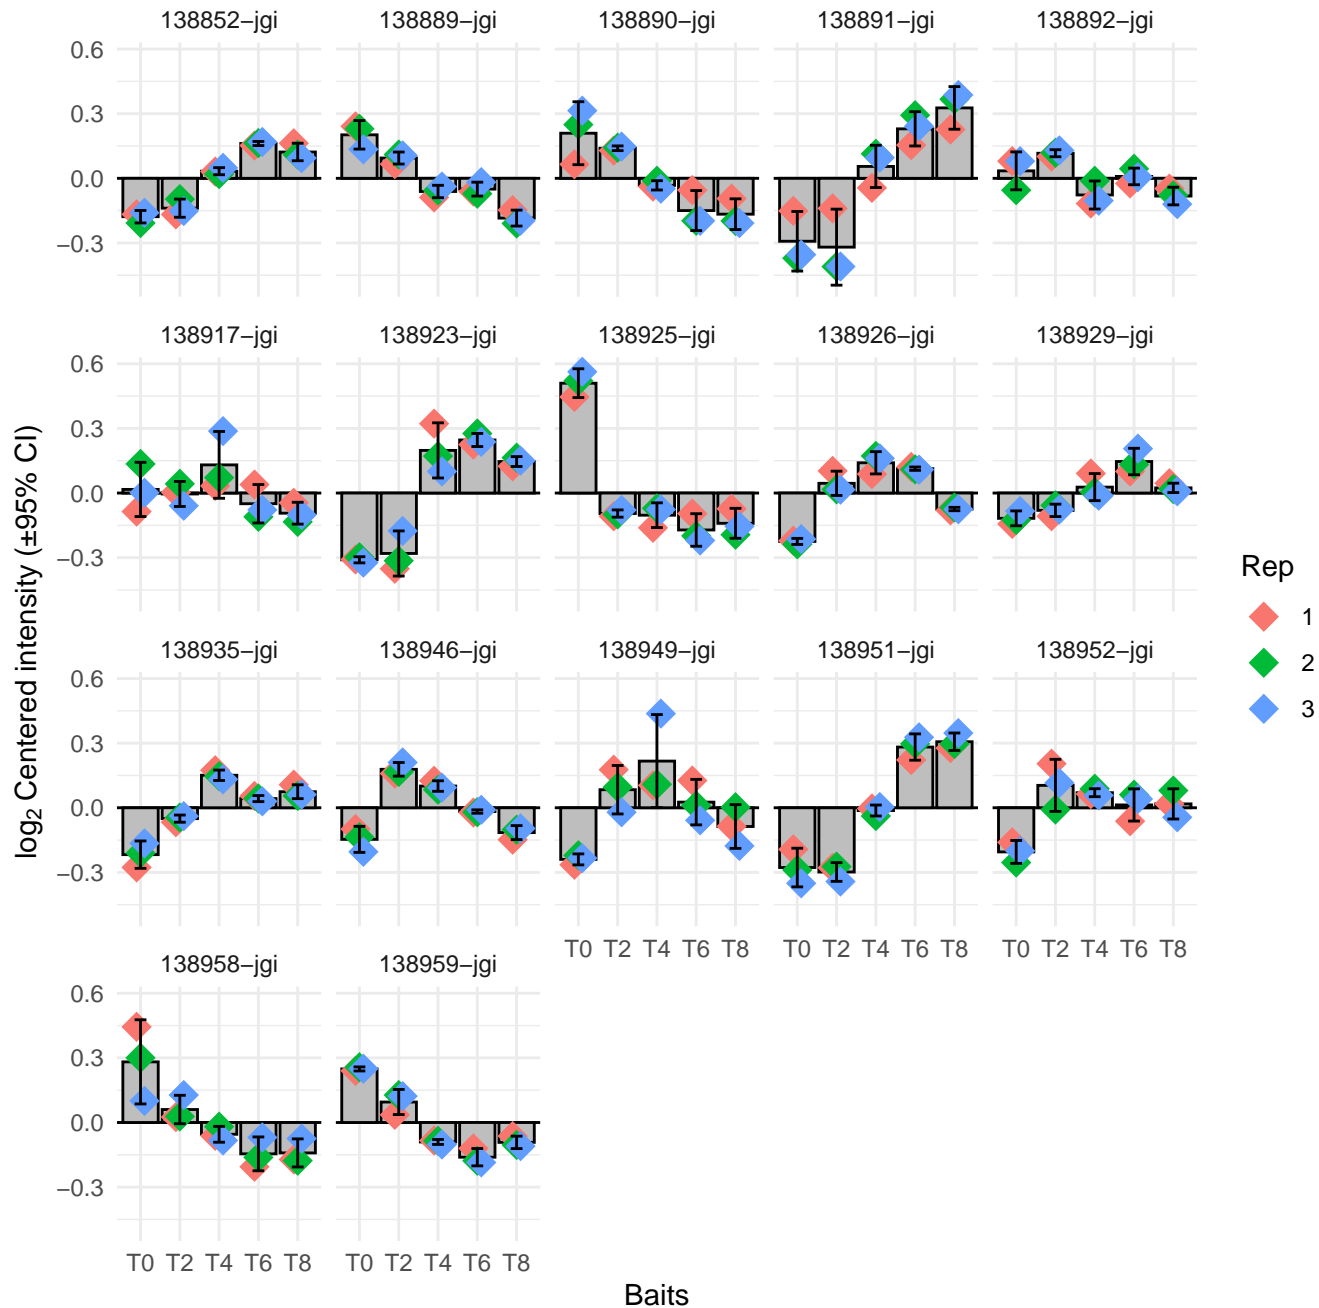 138852–jgi 138889–jgi 138890–jgi 138891–jgi 138892–jgi
0.6
0.3
0.0
−0.3
138917–jgi 138923–jgi 138925–jgi 138926–jgi 138929–jgi
0.6
0.3
0.0
−0.3
138935–jgi 138946–jgi 138949–jgi 138951–jgi 138952–jgi
0.6
0.3
0.0
−0.3
T0 T2 T4 T6 T8 T0 T2 T4 T6 T8 T0 T2 T4 T6 T8
138958–jgi 138959–jgi
0.6
0.3
0.0
−0.3
T0 T2 T4 T6 T8 T0 T2 T4 T6 T8
Baits
log₂ Centered intensity (±95% CI)
Rep
1
2
3